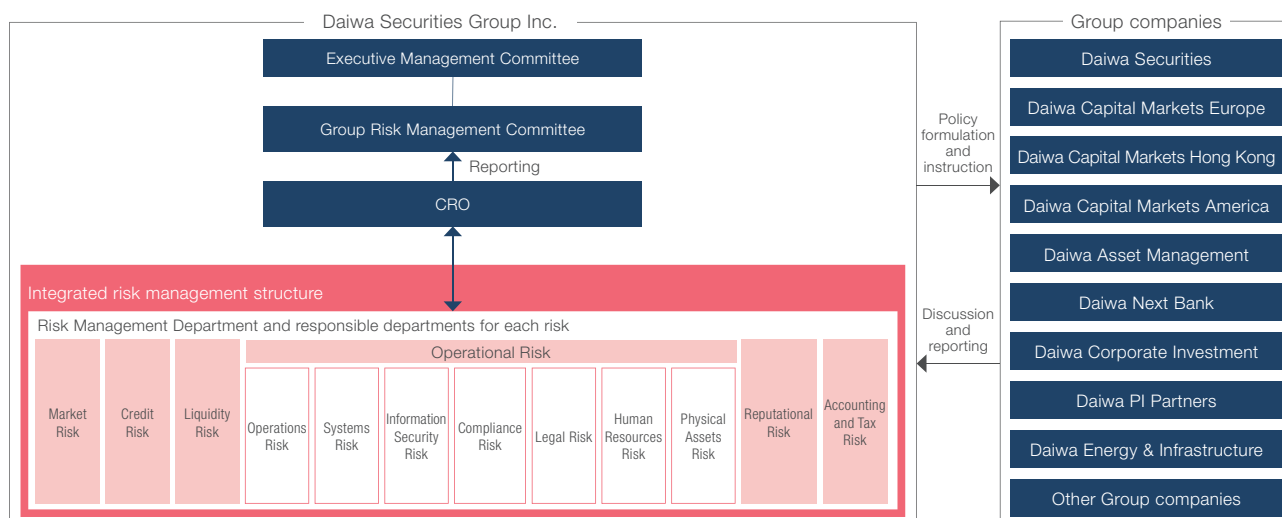 Daiwa Securities Group Inc.
Executive Management Committee
Group Risk Management Committee
Reporting
CRO
Integrated risk management structure
Risk Management Department and responsible departments for each risk
Market
Risk
Credit
Risk
Liquidity
Risk
Operational Risk
Operations
Risk
Systems
Risk
Information
Security
Risk
Compliance
Risk
Legal Risk
Human
Resources
Risk
Physical
Assets
Risk
Reputational
Risk
Accounting
and Tax
Risk
Policy
formulation
and
instruction
Discussion
and
reporting
Group companies
Daiwa Securities
Daiwa Capital Markets Europe
Daiwa Capital Markets Hong Kong
Daiwa Capital Markets America
Daiwa Asset Management
Daiwa Next Bank
Daiwa Corporate Investment
Daiwa PI Partners
Daiwa Energy & Infrastructure
Other Group companies